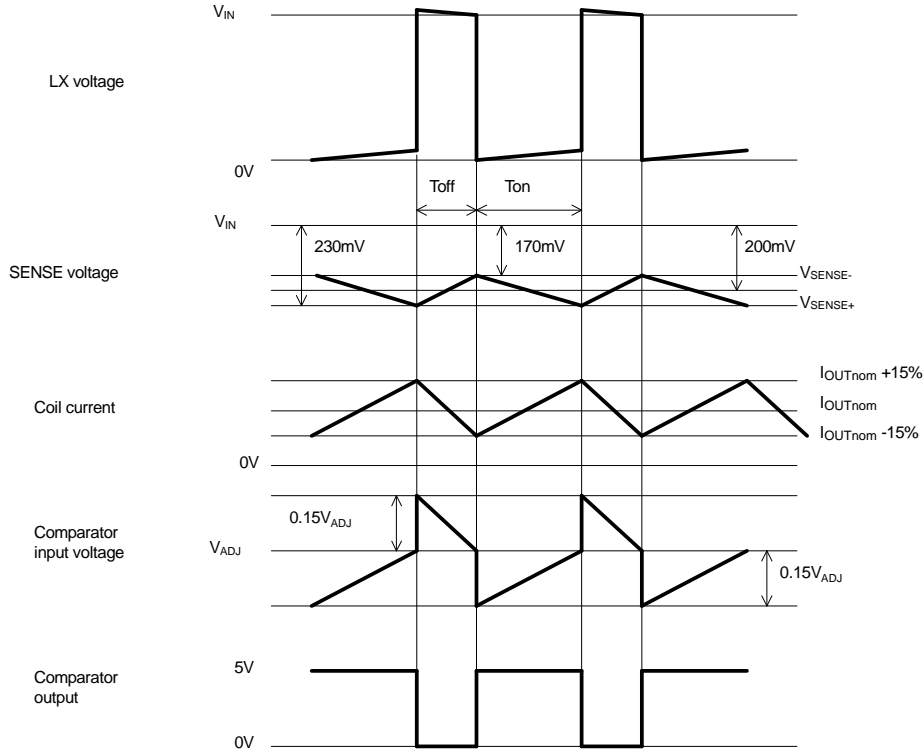 VIN
LX voltage
0V
Toff Ton
VIN
230mV 170mV 200mV
SENSE voltage
VSENSE-
VSENSE+
IOUTnom +15%
Coil current
IOUTnom
IOUTnom -15%
0V
0.15VADJ
Comparator
input voltage
VADJ
0.15VADJ
5V
Comparator
output
0V